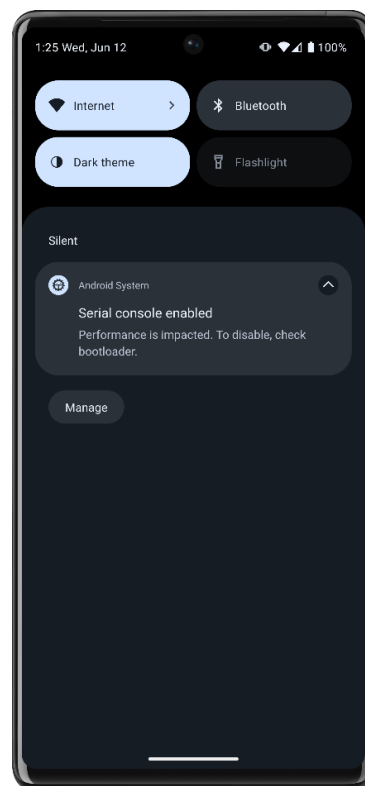 1:25 Wed, Jun 12 100%
Internet Bluetooth
Dark theme Flashlight
Silent
Android System
Serial console enabled
Performance is impacted. To disable, check
bootloader.
Manage